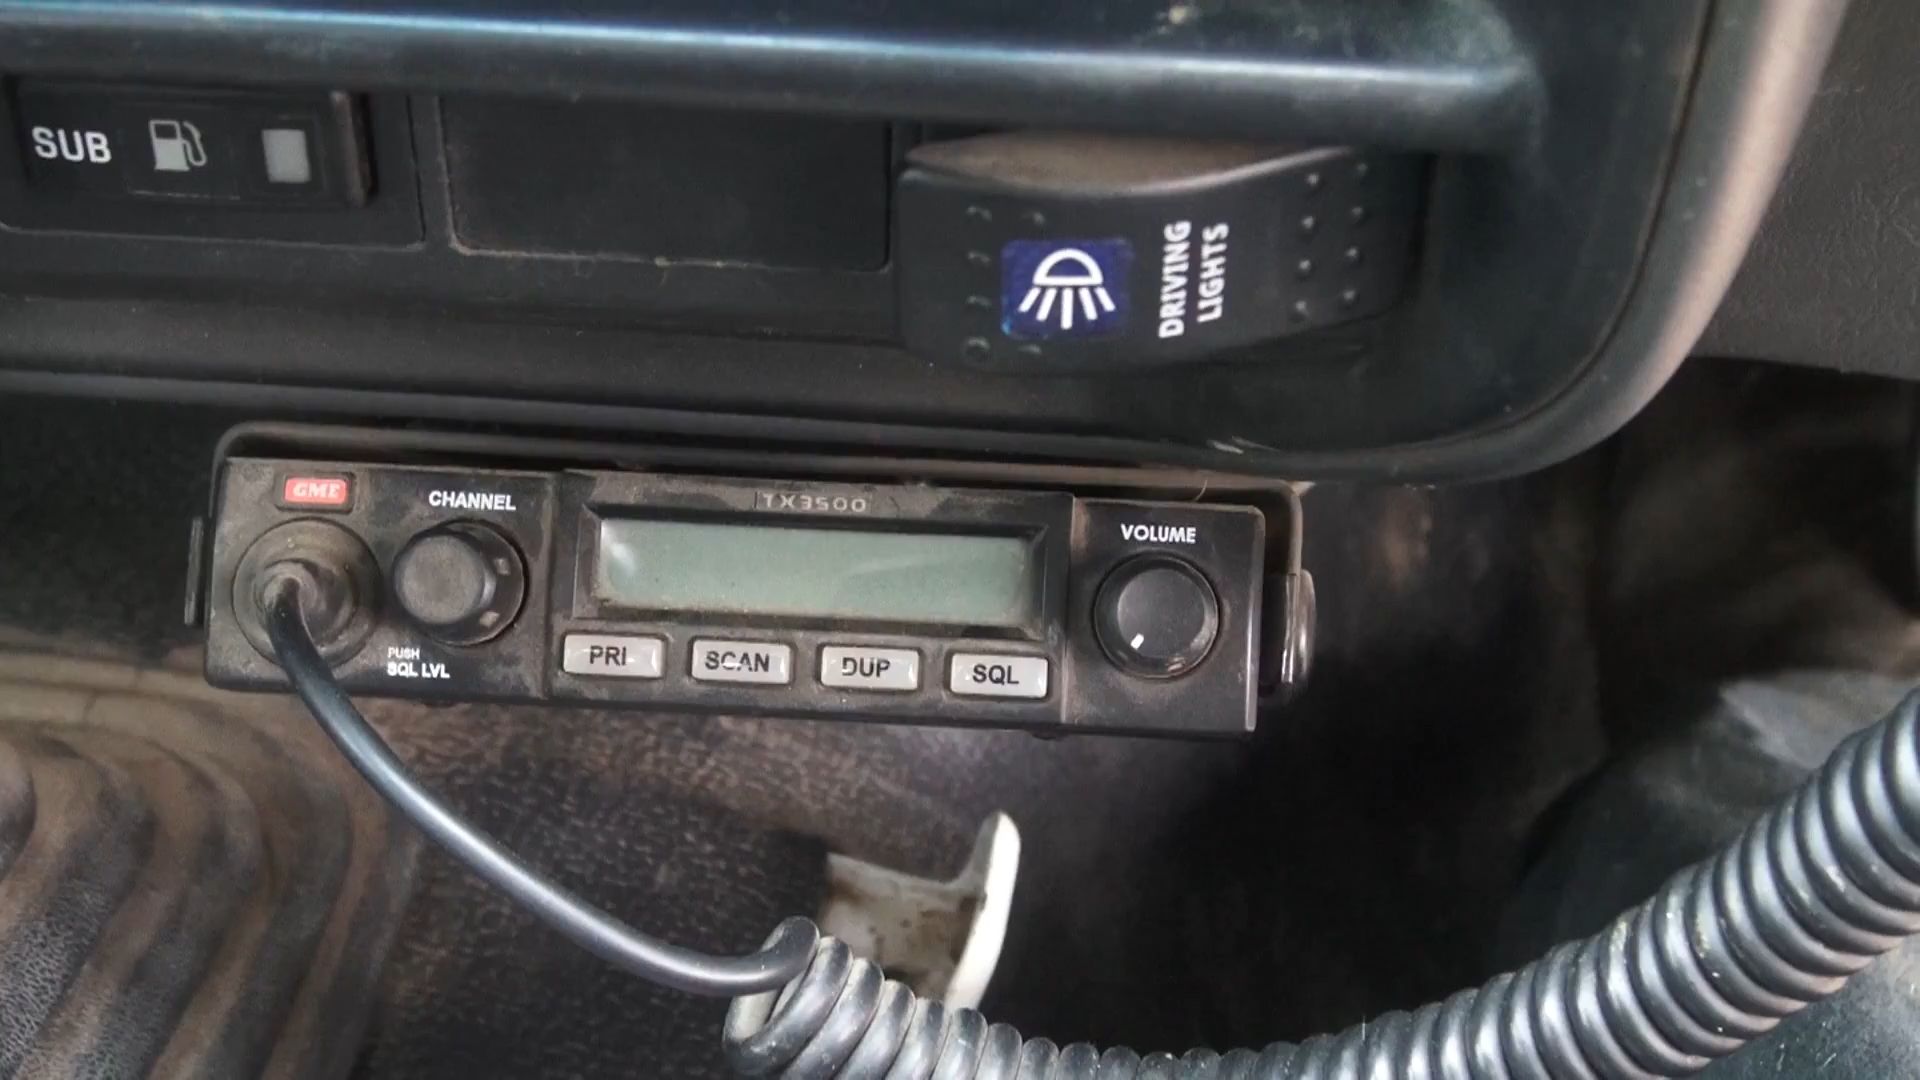 SUB
DRIVING
LIGHTS
GME
CHANNEL
TX3500
VOLUME
PUSH
SQL LVL
PRI
SCAN
DUP
SQL